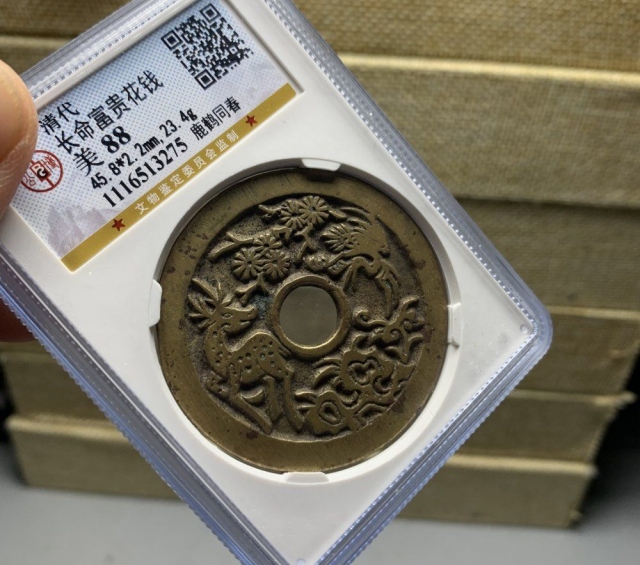 清代
长命富贵花钱
美 88
45.8*2.2mm,23.4g 鹿鹤同春
1116513275
★ 文物鉴定委员会监制 ★